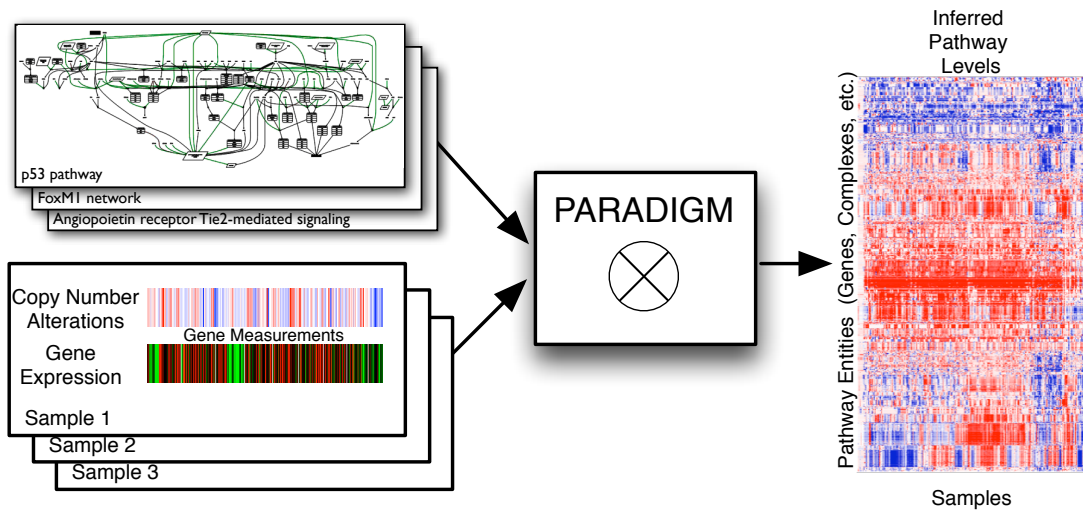 p53 pathway
FoxM1 network
Angiopoietin receptor Tie2-mediated signaling
Copy Number
Alterations
Gene Measurements
Gene
Expression
Sample 1
Sample 2
Sample 3
PARADIGM
Inferred
Pathway
Levels
Pathway Entities (Genes, Complexes, etc.)
Samples